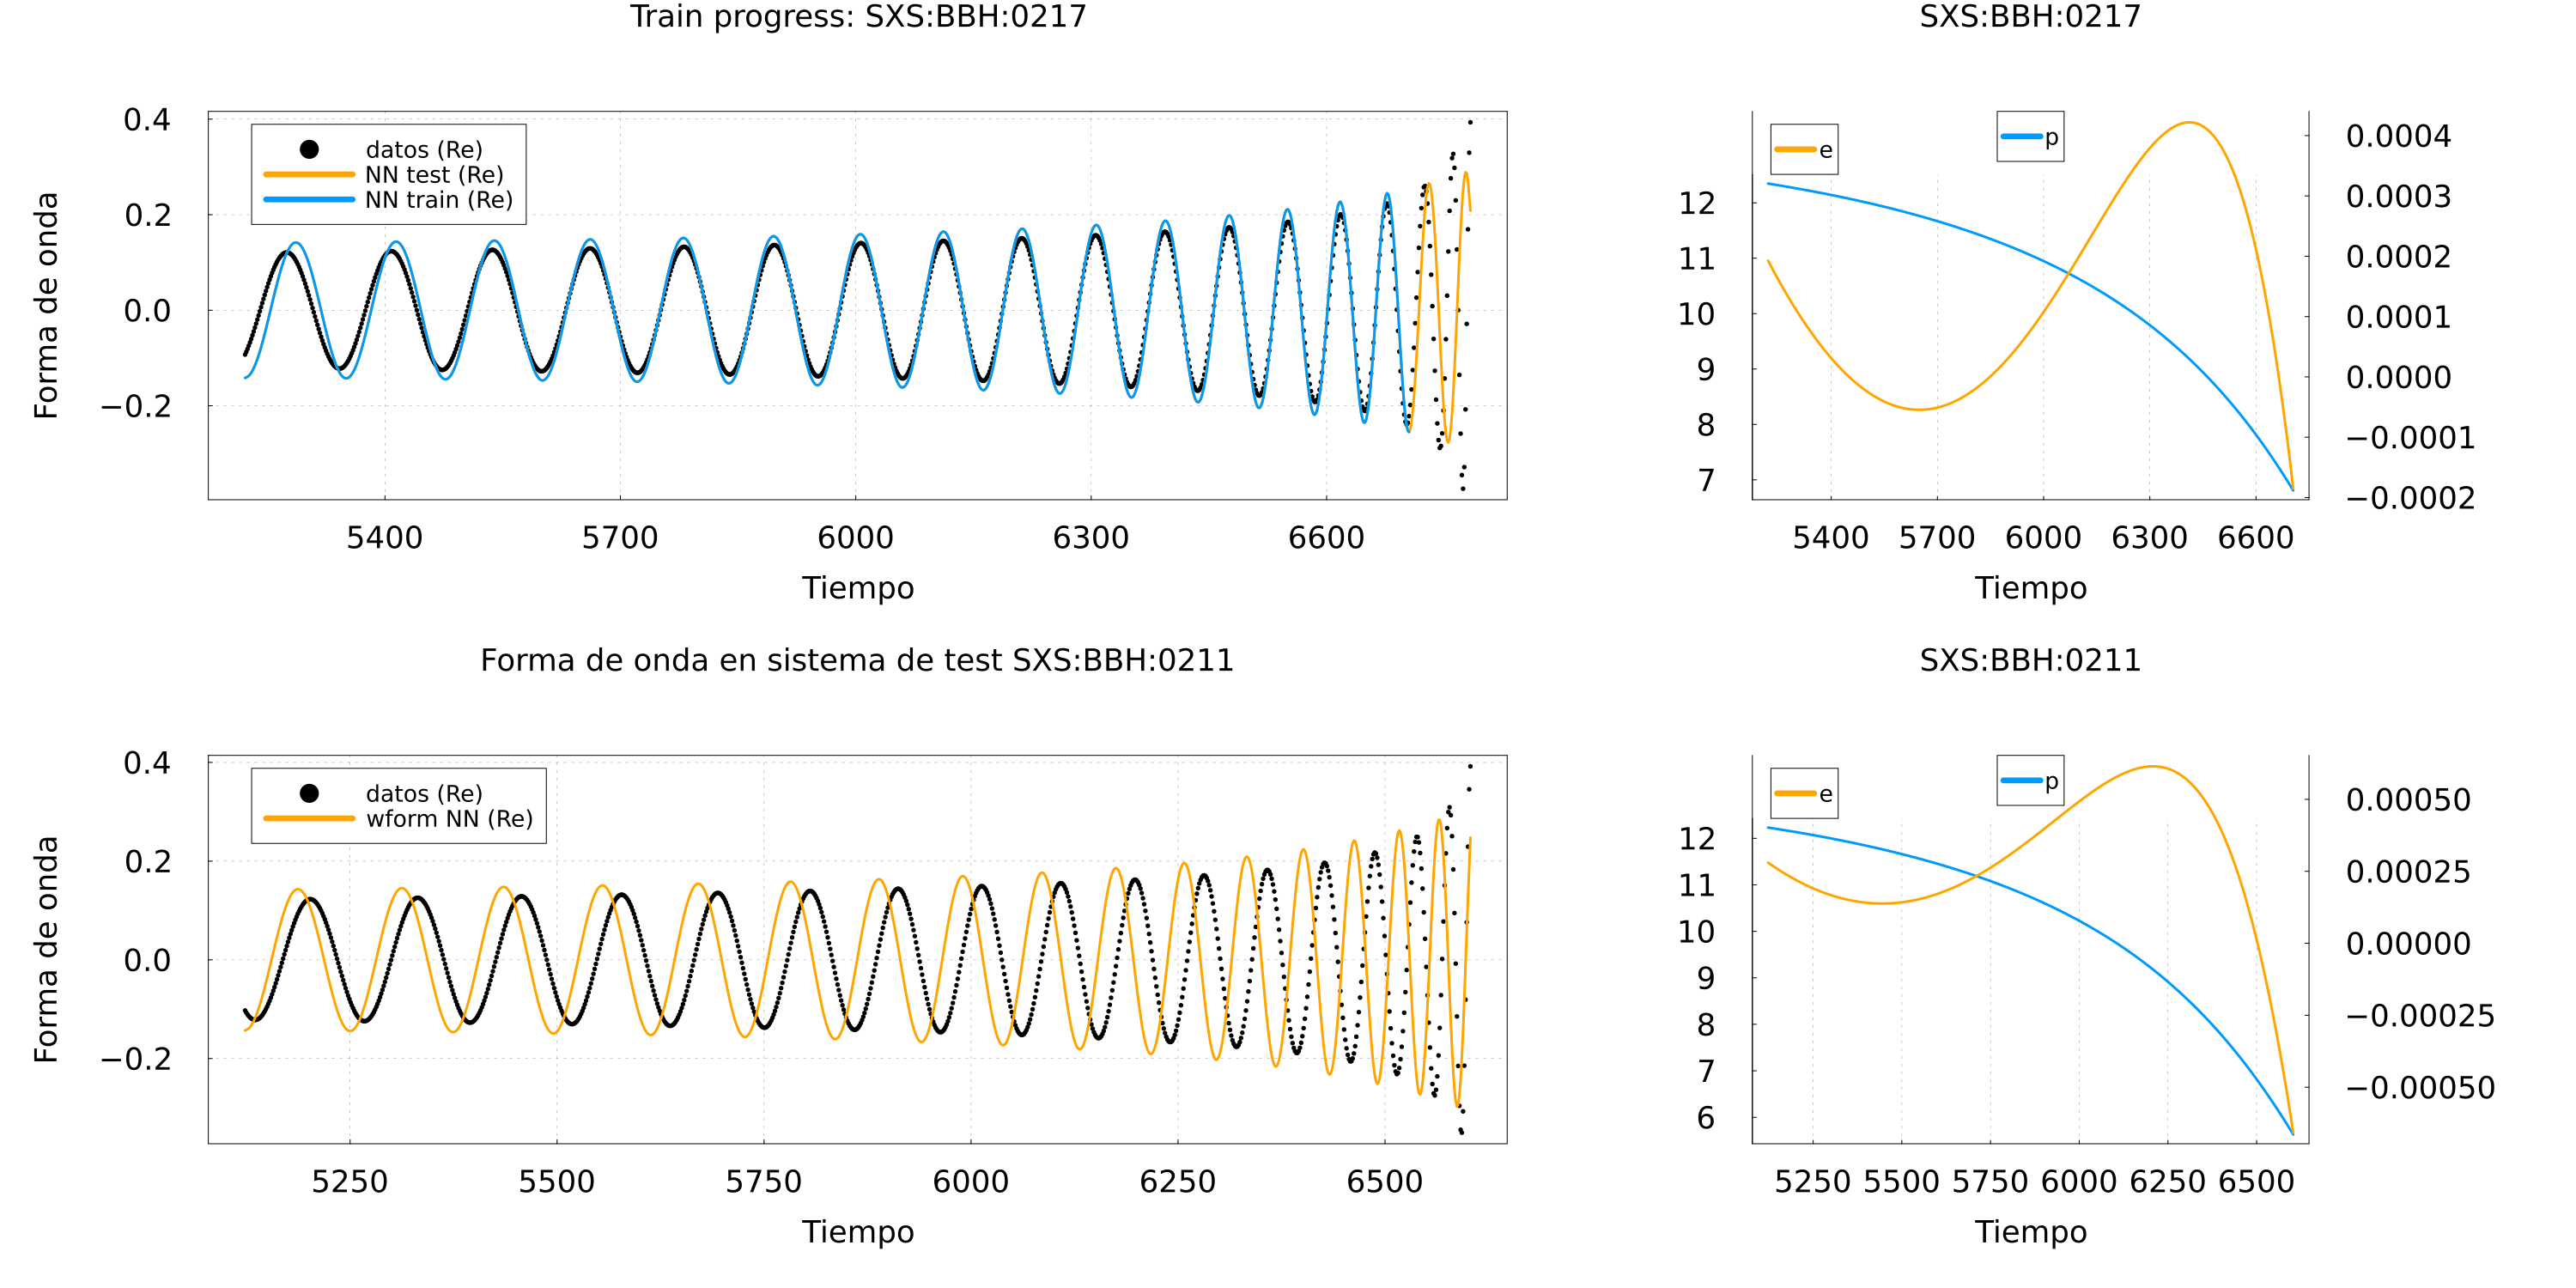 Train progress: SXS:BBH:0217
0.4
0.2
0.0
−0.2
Forma de onda
datos (Re)
NN test (Re)
NN train (Re)
5400 5700 6000 6300 6600
Tiempo
SXS:BBH:0217
e
p
12
11
10
9
8
7
0.0004
0.0003
0.0002
0.0001
0.0000
−0.0001
−0.0002
5400 5700 6000 6300 6600
Tiempo
Forma de onda en sistema de test SXS:BBH:0211
0.4
0.2
0.0
−0.2
Forma de onda
datos (Re)
wform NN (Re)
5250 5500 5750 6000 6250 6500
Tiempo
SXS:BBH:0211
e
p
12
11
10
9
8
7
6
0.00050
0.00025
0.00000
−0.00025
−0.00050
5250 5500 5750 6000 6250 6500
Tiempo